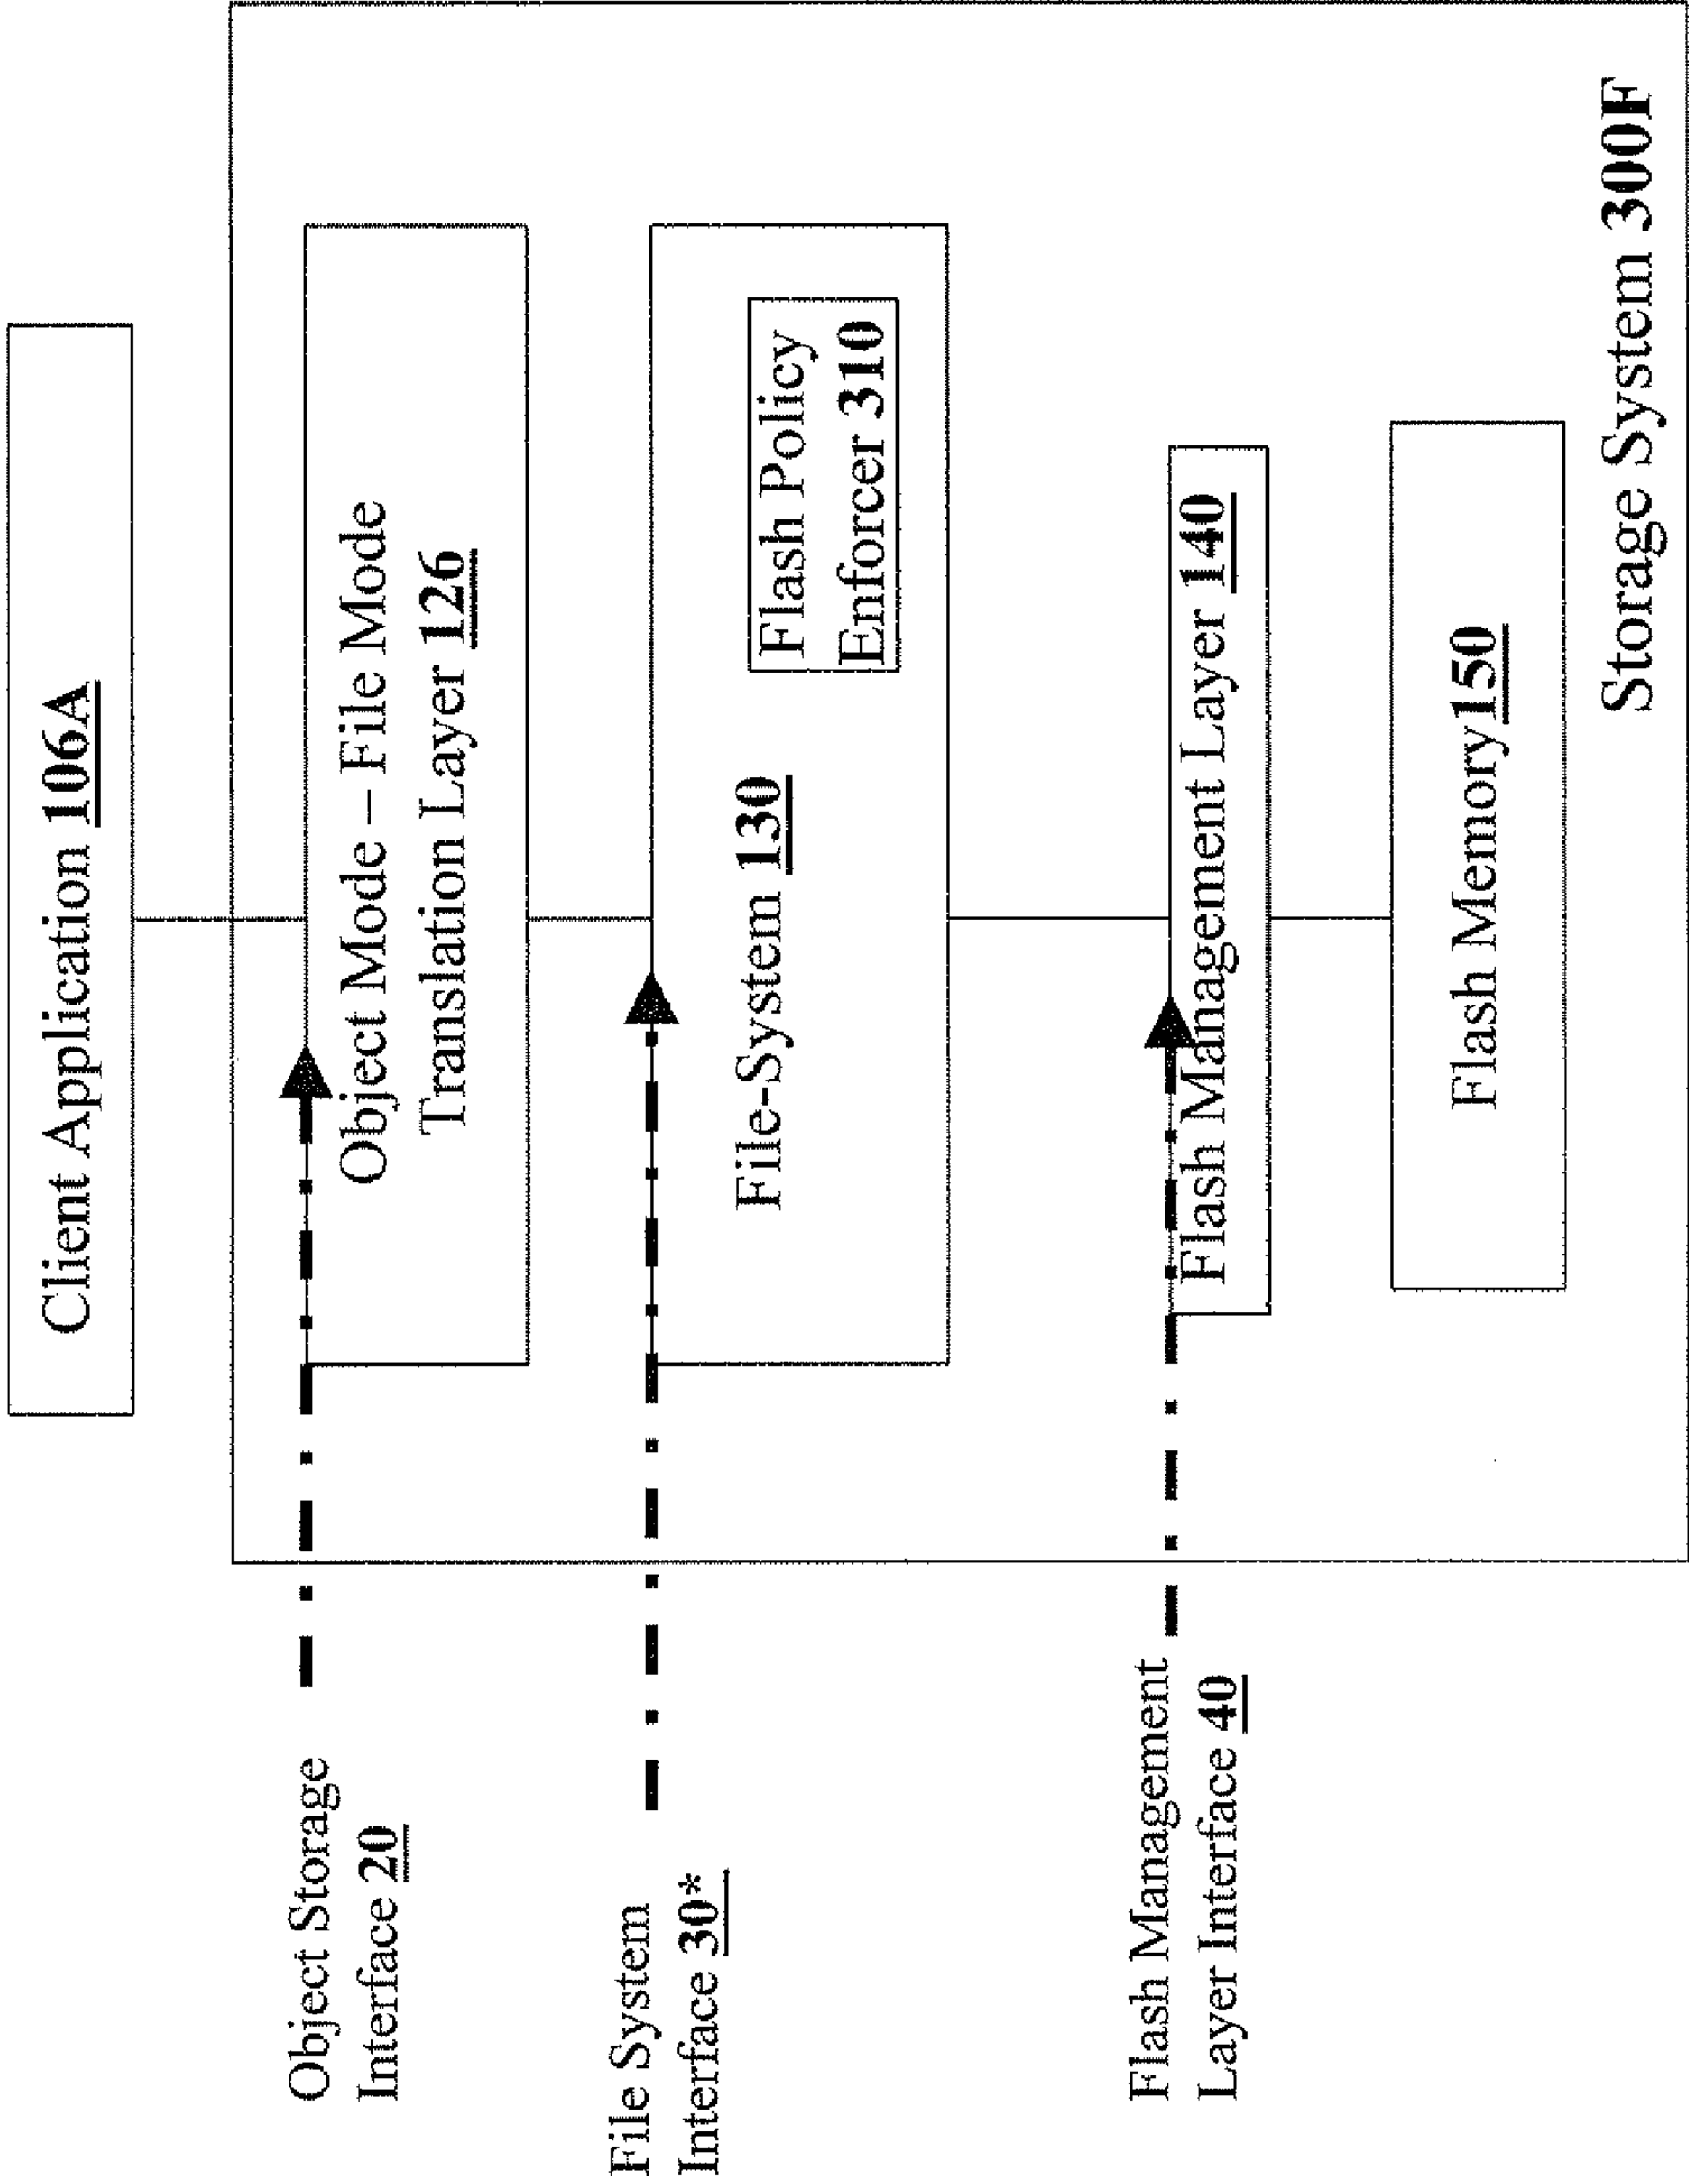 Client Application 106A
Object Storage
Interface 20
Object Mode – File Mode
Translation Layer 126
File System
Interface 30*
File-System 130
Flash Policy
Enforcer 310
Flash Management
Layer Interface 40
Flash Management Layer 140
Flash Memory150
Storage System 300F